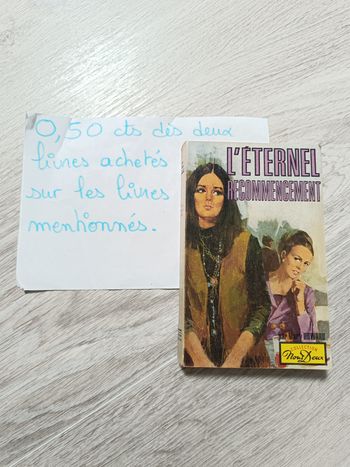 0,50 cts dès deux
livres achetés
sur les livres
mentionnés.
L'ÉTERNEL
RECOMMENCEMENT
COLLECTION
Nous Deux